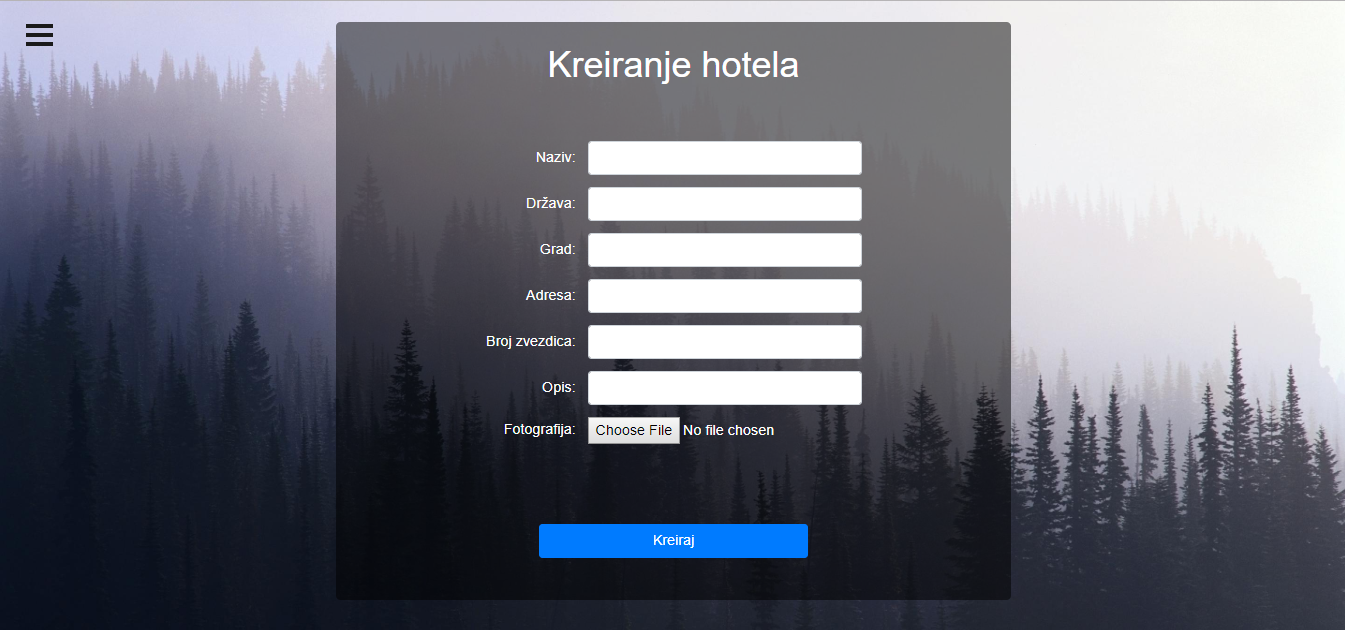 Kreiranje hotela
Naziv:
Država:
Grad:
Adresa:
Broj zvezdica:
Opis:
Fotografija: Choose File No file chosen
Kreiraj